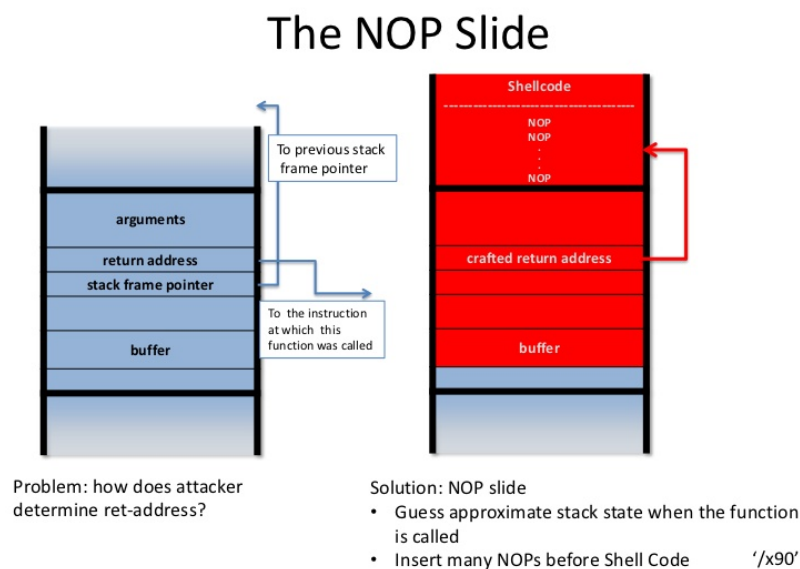 The NOP Slide
To previous stack
frame pointer
arguments
return address
stack frame pointer
To the instruction
at which this
function was called
buffer
Shellcode
NOP
NOP
.
.
.
NOP
crafted return address
buffer
Problem: how does attacker
determine ret-address?
Solution: NOP slide
• Guess approximate stack state when the function
is called
• Insert many NOPs before Shell Code '/x90'